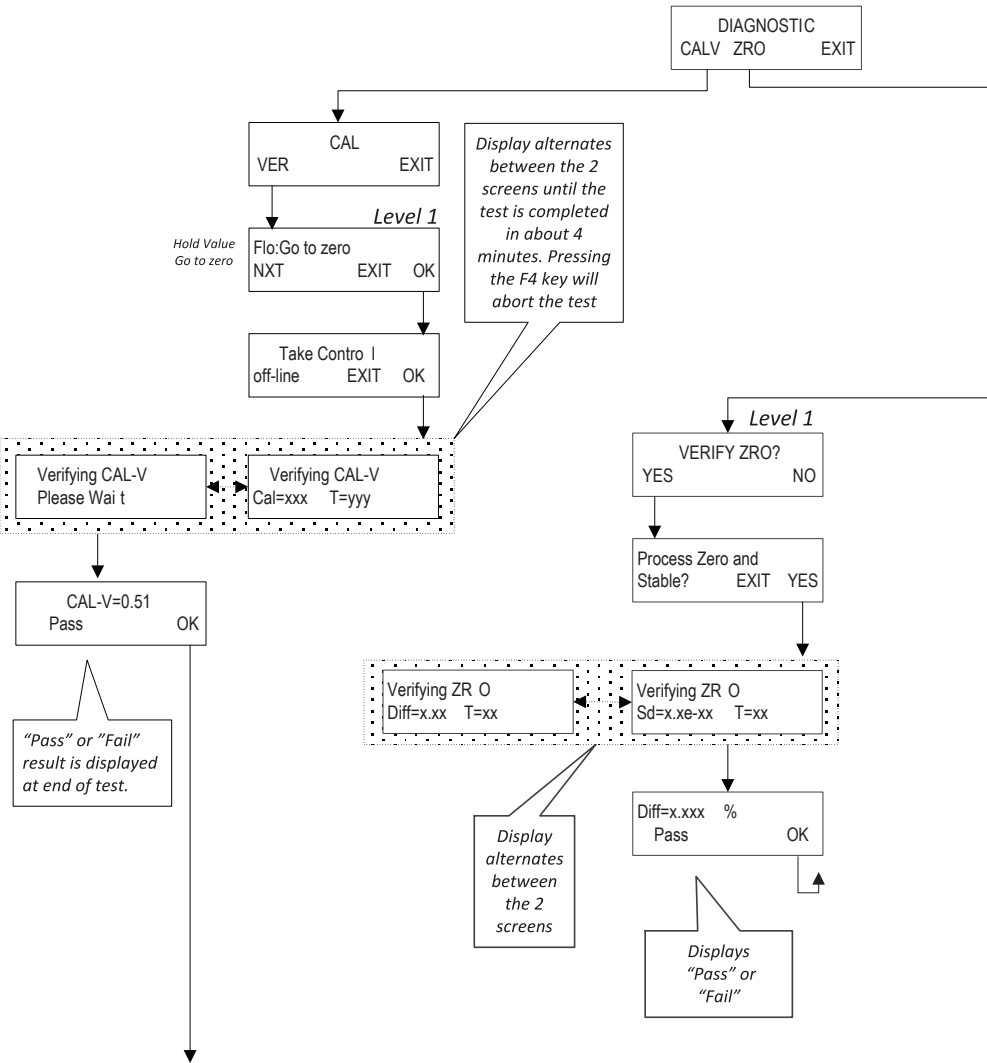 DIAGNOSTIC
CALV ZRO EXIT
CAL
VER EXIT
Display alternates
between the 2
screens until the
test is completed
in about 4
minutes. Pressing
the F4 key will
abort the test
Level 1
Hold Value
Go to zero
Flo:Go to zero
NXT EXIT OK
Take Contro l
off-line EXIT OK
Verifying CAL-V
Please Wai t
Verifying CAL-V
Cal=xxx T=yyy
CAL-V=0.51
Pass OK
"Pass" or "Fail"
result is displayed
at end of test.
Level 1
VERIFY ZRO?
YES NO
Process Zero and
Stable? EXIT YES
Verifying ZR O
Diff=x.xx T=xx
Verifying ZR O
Sd=x.xe-xx T=xx
Display
alternates
between
the 2
screens
Diff=x.xxx %
Pass OK
Displays
"Pass" or
"Fail"